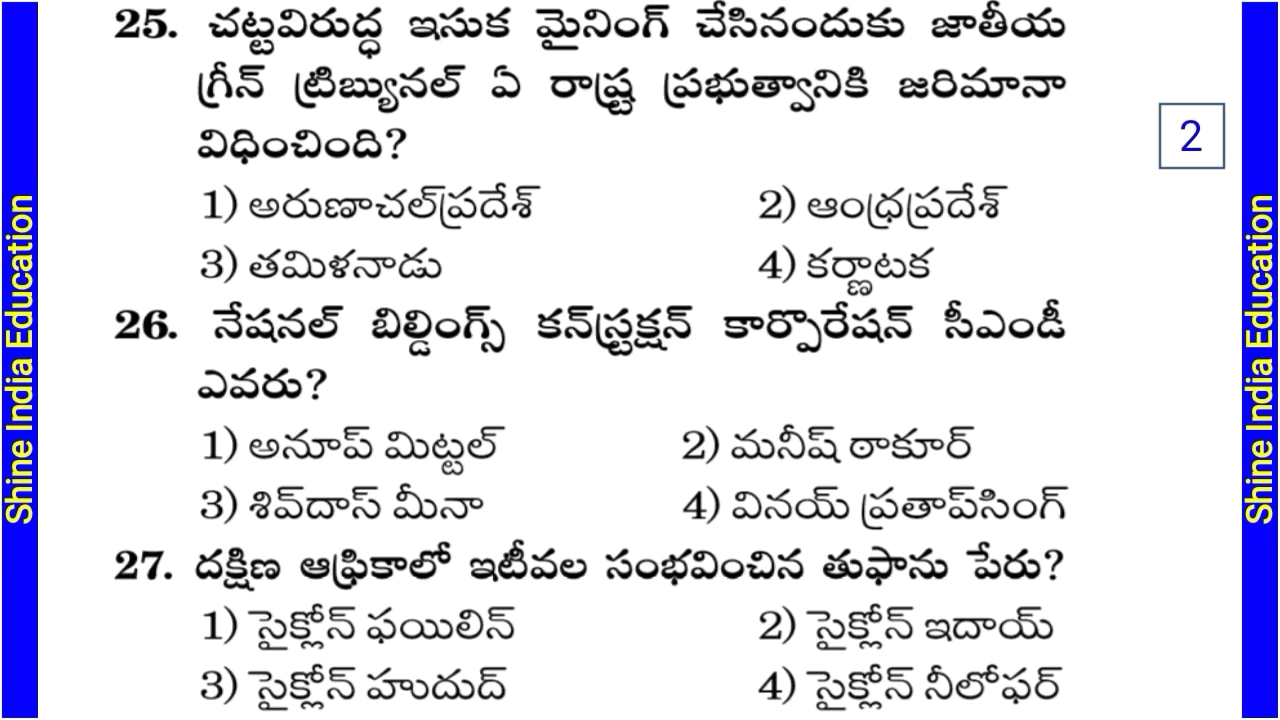 Shine India Education
25. చట్టవిరుద్ధ ఇసుక మైనింగ్ చేసినందుకు జాతీయ
గ్రీన్ ట్రిబ్యునల్ ఏ రాష్ట్ర ప్రభుత్వానికి జరిమానా
విధించింది?
2
1) అరుణాచల్‌ప్రదేశ్ 2) ఆంధ్రప్రదేశ్
3) తమిళనాడు 4) కర్ణాటక
26. నేషనల్ బిల్డింగ్స్ కన్‌స్ట్రక్షన్ కార్పొరేషన్ సీఎండీ
ఎవరు?
1) అనూప్ మిట్టల్ 2) మనీష్ ఠాకూర్
3) శివ్‌దాస్ మీనా 4) వినయ్ ప్రతాప్‌సింగ్
27. దక్షిణ ఆఫ్రికాలో ఇటీవల సంభవించిన తుఫాను పేరు?
1) సైక్లోన్ ఫయిలిన్ 2) సైక్లోన్ ఇదాయ్
3) సైక్లోన్ హుదుద్ 4) సైక్లోన్ నీలోఫర్
Shine India Education